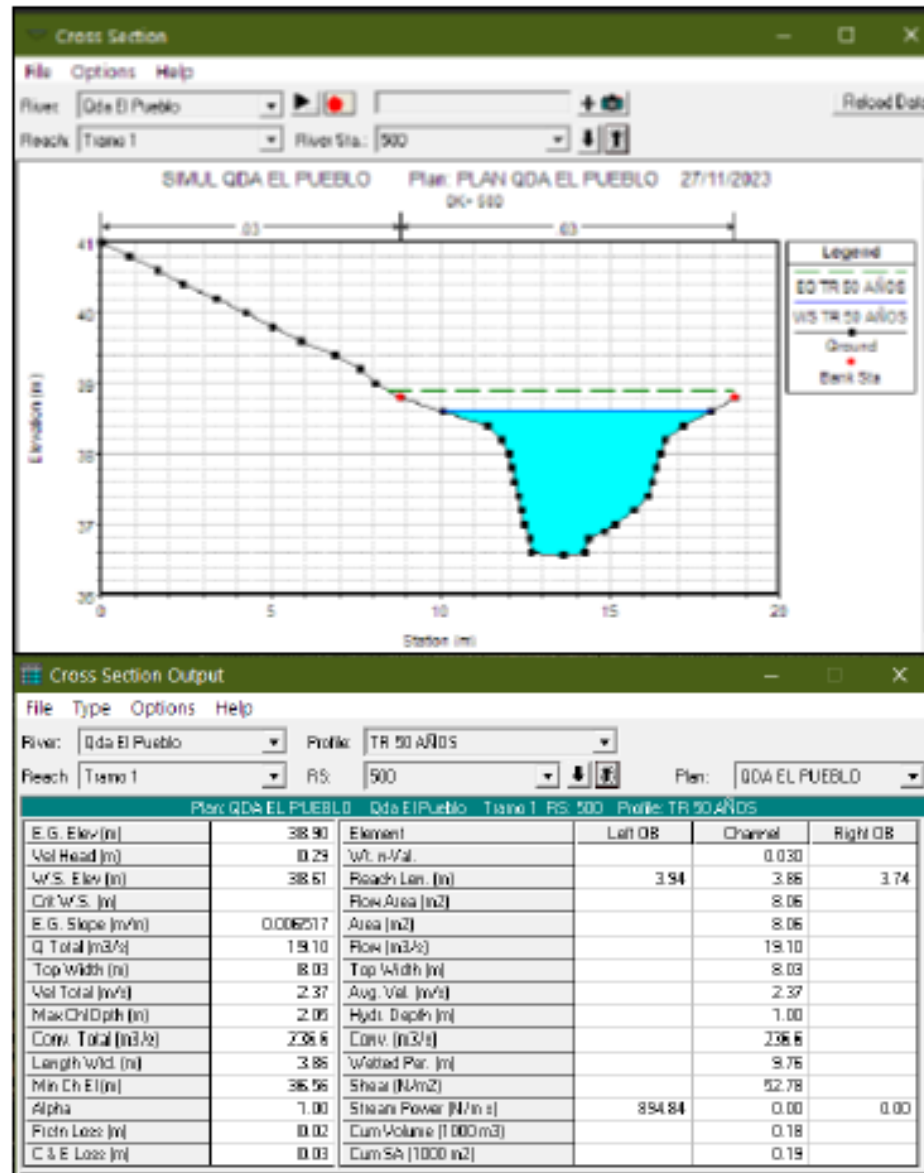 Cross Section
File Options Help
River: Qda El Pueblo Reload Data
Reach: Tramo 1 River Sta.: 500
SIMUL QDA EL PUEBLO Plan: PLAN QDA EL PUEBLO 27/11/2023
.03 .03
Legend
EG TR 50 AÑOS
WS TR 50 AÑOS
Ground
Bank Sta
Elevation (m)
41
40
39
38
37
36
0 5 10 15 20
Station (m)
Cross Section Output
File Type Options Help
River: Qda El Pueblo Profile: TR 50 AÑOS
Reach Tramo 1 RS: 500 Plan: QDA EL PUEBLO
Plan: QDA EL PUEBLO Qda El Pueblo Tramo 1 RS: 500 Profile: TR 50 AÑOS
E.G. Elev (m) 38.90 Element Left OB Channel Right OB
Vel Head (m) 0.29 Wt. n-Val. 0.030
W.S. Elev (m) 38.61 Reach Len. (m) 3.94 3.86 3.74
Crit W.S. (m) Flow Area (m2) 8.06
E.G. Slope (m/m) 0.006517 Area (m2) 8.06
Q Total (m3/s) 19.10 Flow (m3/s) 19.10
Top Width (m) 8.03 Top Width (m) 8.03
Vel Total (m/s) 2.37 Avg. Vel. (m/s) 2.37
Max Chl Dpth (m) 2.05 Hydr. Depth (m) 1.00
Conv. Total (m3/s) 236.6 Conv. (m3/s) 236.6
Length Wtd. (m) 3.86 Wetted Per. (m) 9.76
Min Ch El (m) 36.56 Shear (N/m2) 52.78
Alpha 1.00 Stream Power (N/m s) 894.84 0.00 0.00
Frctn Loss (m) 0.02 Cum Volume (1000 m3) 0.18
C & E Loss (m) 0.03 Cum SA (1000 m2) 0.19